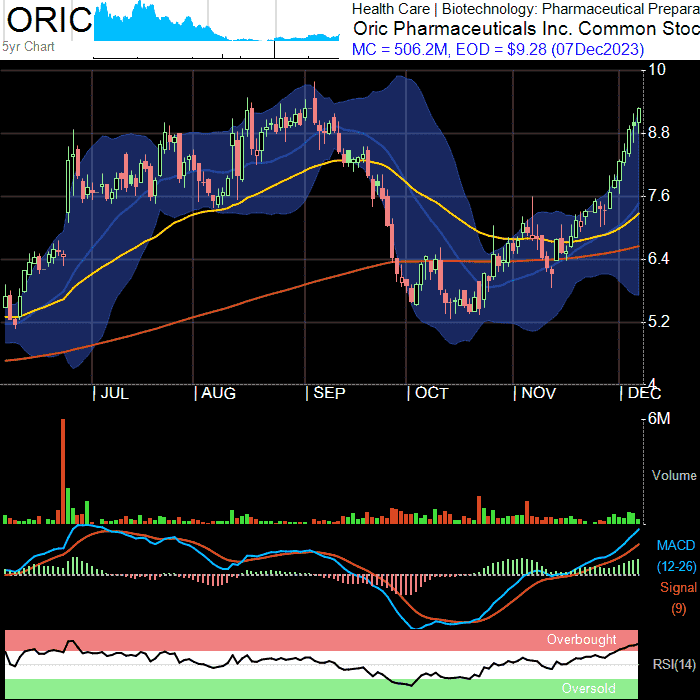 ORIC
5yr Chart
Health Care | Biotechnology: Pharmaceutical Prepara
Oric Pharmaceuticals Inc. Common Stoc
MC = 506.2M, EOD = $9.28 (07Dec2023)
10
8.8
7.6
6.4
5.2
4
JUL
AUG
SEP
OCT
NOV
DEC
6M
Volume
MACD
(12-26)
Signal
(9)
Overbought
RSI(14)
Oversold